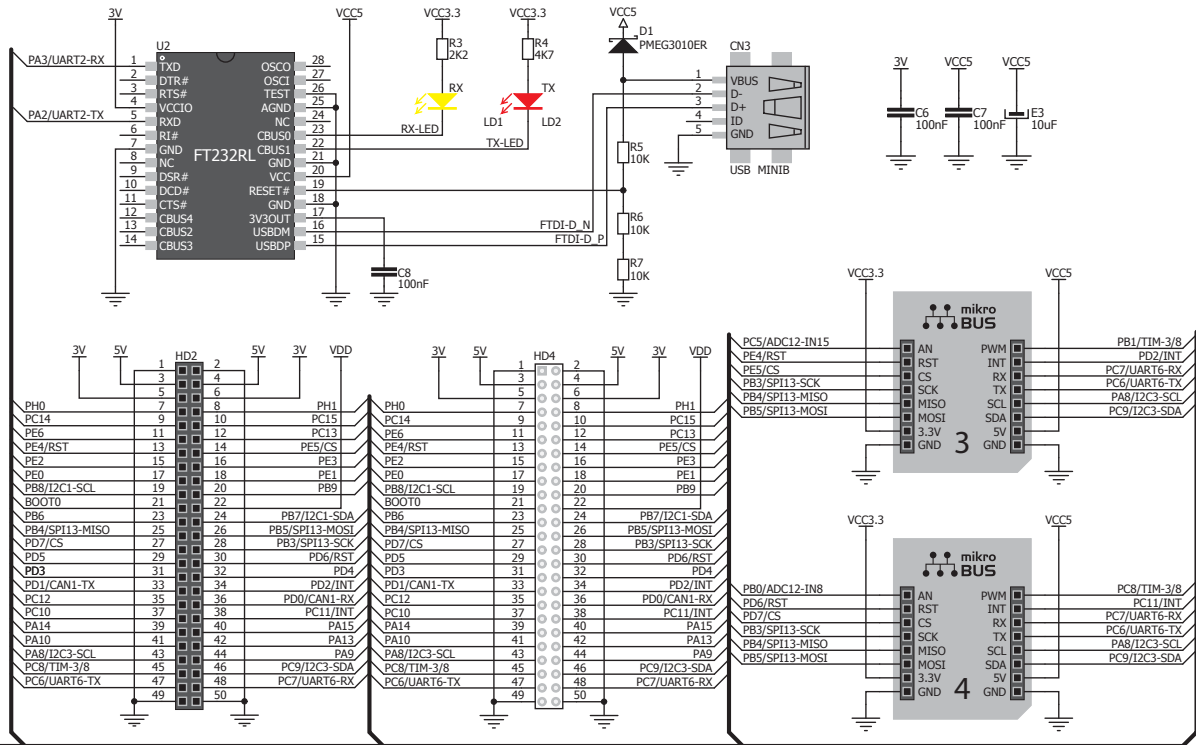 3V
VCC5
U2
PA3/UART2-RX
PA2/UART2-TX
1 TXD
2 DTR#
3 RTS#
4 VCCIO
5 RXD
6 RI#
7 GND
8 NC
9 DSR#
10 DCD#
11 CTS#
12 CBUS4
13 CBUS2
14 CBUS3
FT232RL
OSCO 28
OSCI 27
TEST 26
AGND 25
NC 24
CBUS0 23
CBUS1 22
GND 21
VCC 20
RESET# 19
GND 18
3V3OUT 17
USBDM 16
USBDP 15
C8
100nF
VCC3.3
R3
2K2
RX
LD1
RX-LED
VCC3.3
R4
4K7
TX
LD2
TX-LED
FTDI-D_N
FTDI-D_P
VCC5
D1
PMEG3010ER
R5
10K
R6
10K
R7
10K
CN3
1 VBUS
2 D-
3 D+
4 ID
5 GND
USB MINIB
3V
C6
100nF
VCC5
C7
100nF
VCC5
E3
10uF
3V 5V HD2 5V 3V VDD
1 2
3 4
5 6
PH0 7 8 PH1
PC14 9 10 PC15
PE6 11 12 PC13
PE4/RST 13 14 PE5/CS
PE2 15 16 PE3
PE0 17 18 PE1
PB8/I2C1-SCL 19 20 PB9
BOOT0 21 22
PB6 23 24 PB7/I2C1-SDA
PB4/SPI13-MISO 25 26 PB5/SPI13-MOSI
PD7/CS 27 28 PB3/SPI13-SCK
PD5 29 30 PD6/RST
PD3 31 32 PD4
PD1/CAN1-TX 33 34 PD2/INT
PC12 35 36 PD0/CAN1-RX
PC10 37 38 PC11/INT
PA14 39 40 PA15
PA10 41 42 PA13
PA8/I2C3-SCL 43 44 PA9
PC8/TIM-3/8 45 46 PC9/I2C3-SDA
PC6/UART6-TX 47 48 PC7/UART6-RX
49 50
3V 5V HD4 5V 3V VDD
1 2
3 4
5 6
PH0 7 8 PH1
PC14 9 10 PC15
PE6 11 12 PC13
PE4/RST 13 14 PE5/CS
PE2 15 16 PE3
PE0 17 18 PE1
PB8/I2C1-SCL 19 20 PB9
BOOT0 21 22
PB6 23 24 PB7/I2C1-SDA
PB4/SPI13-MISO 25 26 PB5/SPI13-MOSI
PD7/CS 27 28 PB3/SPI13-SCK
PD5 29 30 PD6/RST
PD3 31 32 PD4
PD1/CAN1-TX 33 34 PD2/INT
PC12 35 36 PD0/CAN1-RX
PC10 37 38 PC11/INT
PA14 39 40 PA15
PA10 41 42 PA13
PA8/I2C3-SCL 43 44 PA9
PC8/TIM-3/8 45 46 PC9/I2C3-SDA
PC6/UART6-TX 47 48 PC7/UART6-RX
49 50
VCC3.3 VCC5
mikro
BUS
PC5/ADC12-IN15 AN PWM PB1/TIM-3/8
PE4/RST RST INT PD2/INT
PE5/CS CS RX PC7/UART6-RX
PB3/SPI13-SCK SCK TX PC6/UART6-TX
PB4/SPI13-MISO MISO SCL PA8/I2C3-SCL
PB5/SPI13-MOSI MOSI SDA PC9/I2C3-SDA
3.3V 5V
GND 3 GND
VCC3.3 VCC5
mikro
BUS
PB0/ADC12-IN8 AN PWM PC8/TIM-3/8
PD6/RST RST INT PC11/INT
PD7/CS CS RX PC7/UART6-RX
PB3/SPI13-SCK SCK TX PC6/UART6-TX
PB4/SPI13-MISO MISO SCL PA8/I2C3-SCL
PB5/SPI13-MOSI MOSI SDA PC9/I2C3-SDA
3.3V 5V
GND 4 GND